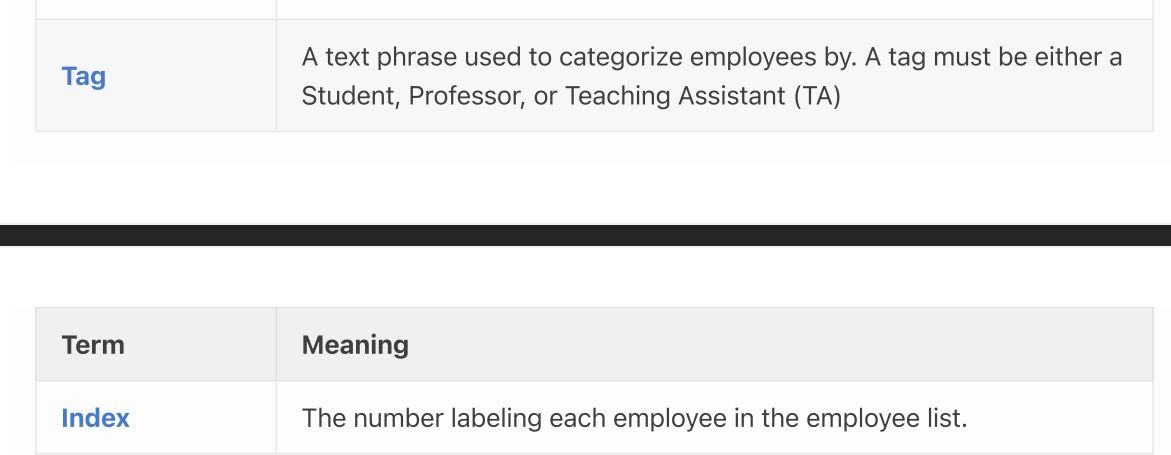 Tag
A text phrase used to categorize employees by. A tag must be either a
Student, Professor, or Teaching Assistant (TA)
Term Meaning
Index The number labeling each employee in the employee list.